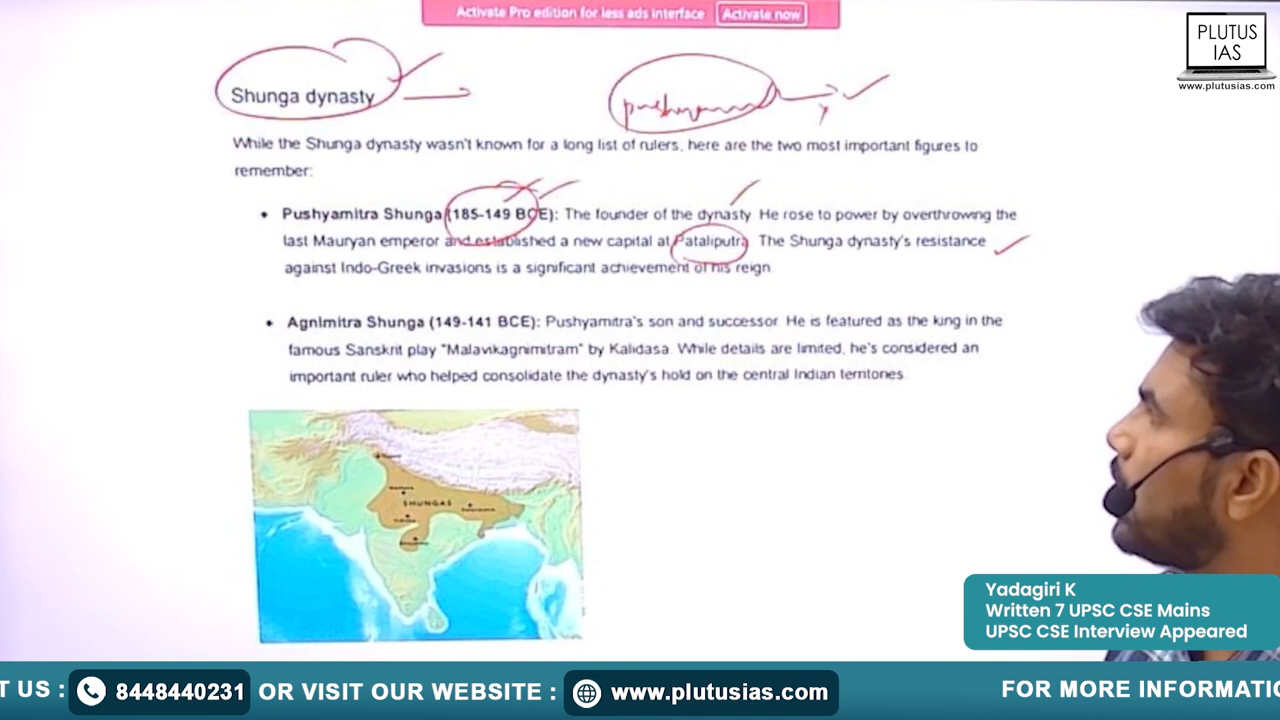 Activate Pro edition for less ads interface Activate now
PLUTUS
IAS
www.plutusias.com
Shunga dynasty
While the Shunga dynasty wasn't known for a long list of rulers, here are the two most important figures to
remember:
Pushyamitra Shunga (185-149 BCE): The founder of the dynasty He rose to power by overthrowing the
last Mauryan emperor and established a new capital at Pataliputra. The Shunga dynasty's resistance
against Indo-Greek invasions is a significant achievement of his reign
Agnimitra Shunga (149-141 BCE): Pushyamitra's son and successor. He is featured as the king in the
famous Sanskrit play "Malavikagnimitram" by Kalidasa. While details are limited, he's considered an
important ruler who helped consolidate the dynasty's hold on the central Indian territories.
SHUNGAS
Yadagiri K
Written 7 UPSC CSE Mains
UPSC CSE Interview Appeared
T US : 8448440231 OR VISIT OUR WEBSITE : www.plutusias.com FOR MORE INFORMATI